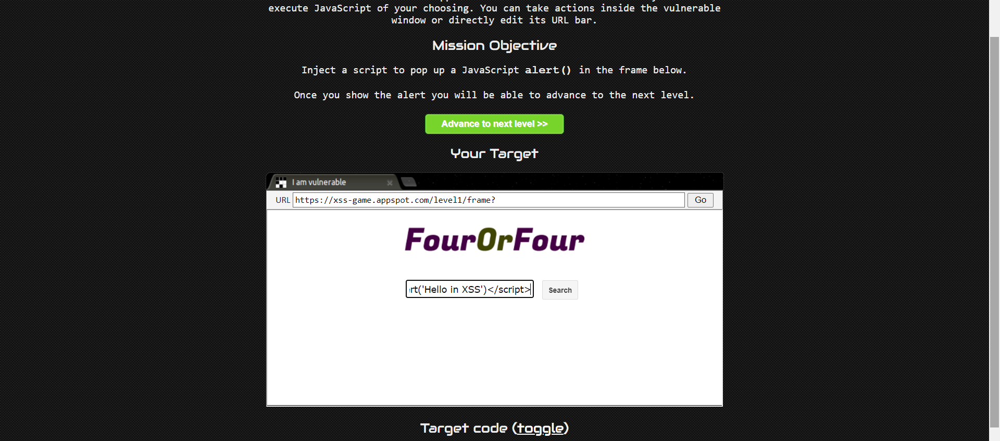 execute JavaScript of your choosing. You can take actions inside the vulnerable
window or directly edit its URL bar.
Mission Objective
Inject a script to pop up a JavaScript alert() in the frame below.
Once you show the alert you will be able to advance to the next level.
Advance to next level >>
Your Target
I am vulnerable
URL https://xss-game.appspot.com/level1/frame? Go
FourOrFour
rt('Hello in XSS')</script> Search
Target code (toggle)